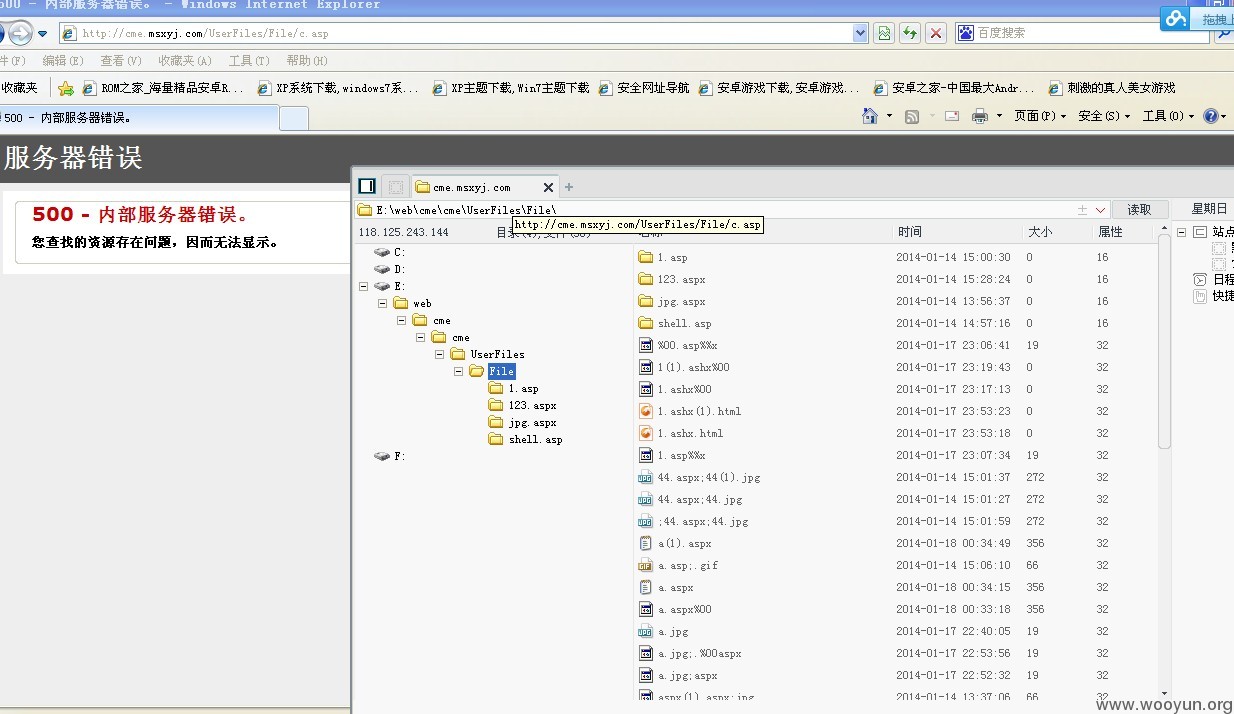 500 - 内部服务器错误。 - Windows Internet Explorer
http://cme.msxyj.com/UserFiles/File/c.asp
百度搜索
拖拽上
件(F) 编辑(E) 查看(V) 收藏夹(A) 工具(T) 帮助(H)
收藏夹 ROM之家_海量精品安卓R... XP系统下载,windows7系... XP主题下载,Win7主题下载 安全网址导航 安卓游戏下载,安卓游戏... 安卓之家-中国最大Andr... 刺激的真人美女游戏
500 - 内部服务器错误。
页面(P) 安全(S) 工具(O)
服务器错误
500 - 内部服务器错误。
您查找的资源存在问题，因而无法显示。
cme.msxyj.com
E:\web\cme\cme\UserFiles\File\
读取
星期日
http://cme.msxyj.com/UserFiles/File/c.asp
118.125.243.144
时间 大小 属性
站点
日程
快捷
C:
D:
E:
web
cme
cme
UserFiles
File
1.asp
123.aspx
jpg.aspx
shell.asp
F:
1.asp 2014-01-14 15:00:30 0 16
123.aspx 2014-01-14 15:28:24 0 16
jpg.aspx 2014-01-14 13:56:37 0 16
shell.asp 2014-01-14 14:57:16 0 16
%00.asp%%x 2014-01-17 23:06:41 19 32
1(1).ashx%00 2014-01-17 23:19:43 0 32
1.ashx%00 2014-01-17 23:17:13 0 32
1.ashx(1).html 2014-01-17 23:53:23 0 32
1.ashx.html 2014-01-17 23:53:18 0 32
1.asp%%x 2014-01-17 23:07:34 19 32
44.aspx;44(1).jpg 2014-01-14 15:01:37 272 32
44.aspx;44.jpg 2014-01-14 15:01:27 272 32
;44.aspx;44.jpg 2014-01-14 15:01:59 272 32
a(1).aspx 2014-01-18 00:34:49 356 32
a.asp;.gif 2014-01-14 15:06:10 66 32
a.aspx 2014-01-18 00:34:15 356 32
a.aspx%00 2014-01-18 00:33:18 356 32
a.jpg 2014-01-17 22:40:05 19 32
a.jpg;.%00aspx 2014-01-17 22:53:56 19 32
a.jpg;aspx 2014-01-17 22:52:32 19 32
aspx(1).aspx;jpg 2014-01-14 13:37:06 66 32
www.wooyun.org